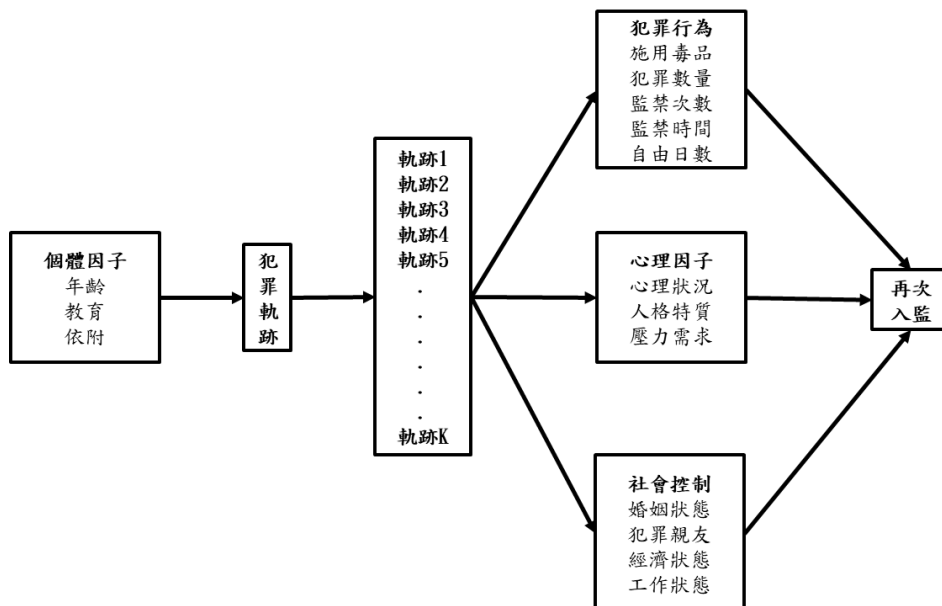 個體因子
年齡
教育
依附
犯
罪
軌
跡
軌跡1
軌跡2
軌跡3
軌跡4
軌跡5
.
.
.
.
.
.
軌跡K
犯罪行為
施用毒品
犯罪數量
監禁次數
監禁時間
自由日數
心理因子
心理狀況
人格特質
壓力需求
社會控制
婚姻狀態
犯罪親友
經濟狀態
工作狀態
再次
入監